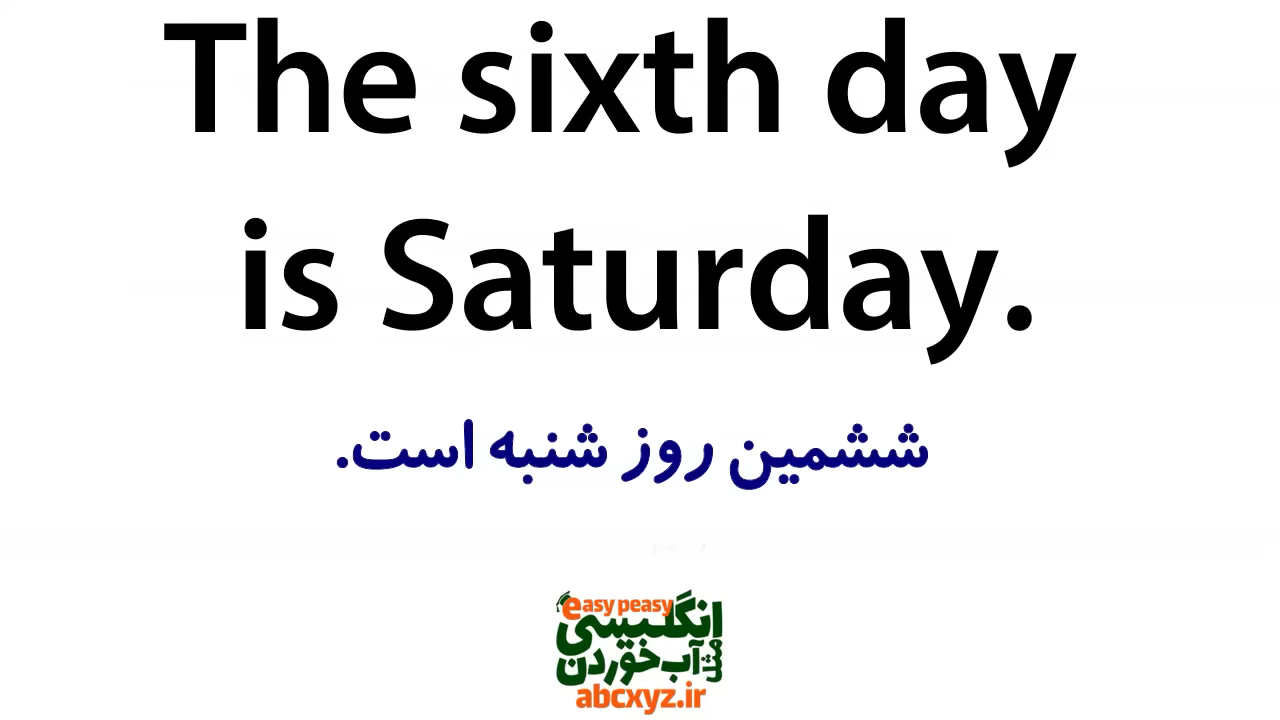 The sixth day
is Saturday.
ششمین روز شنبه است.
easy peasy
انگلیسی
مثل آب خوردن
abcxyz.ir